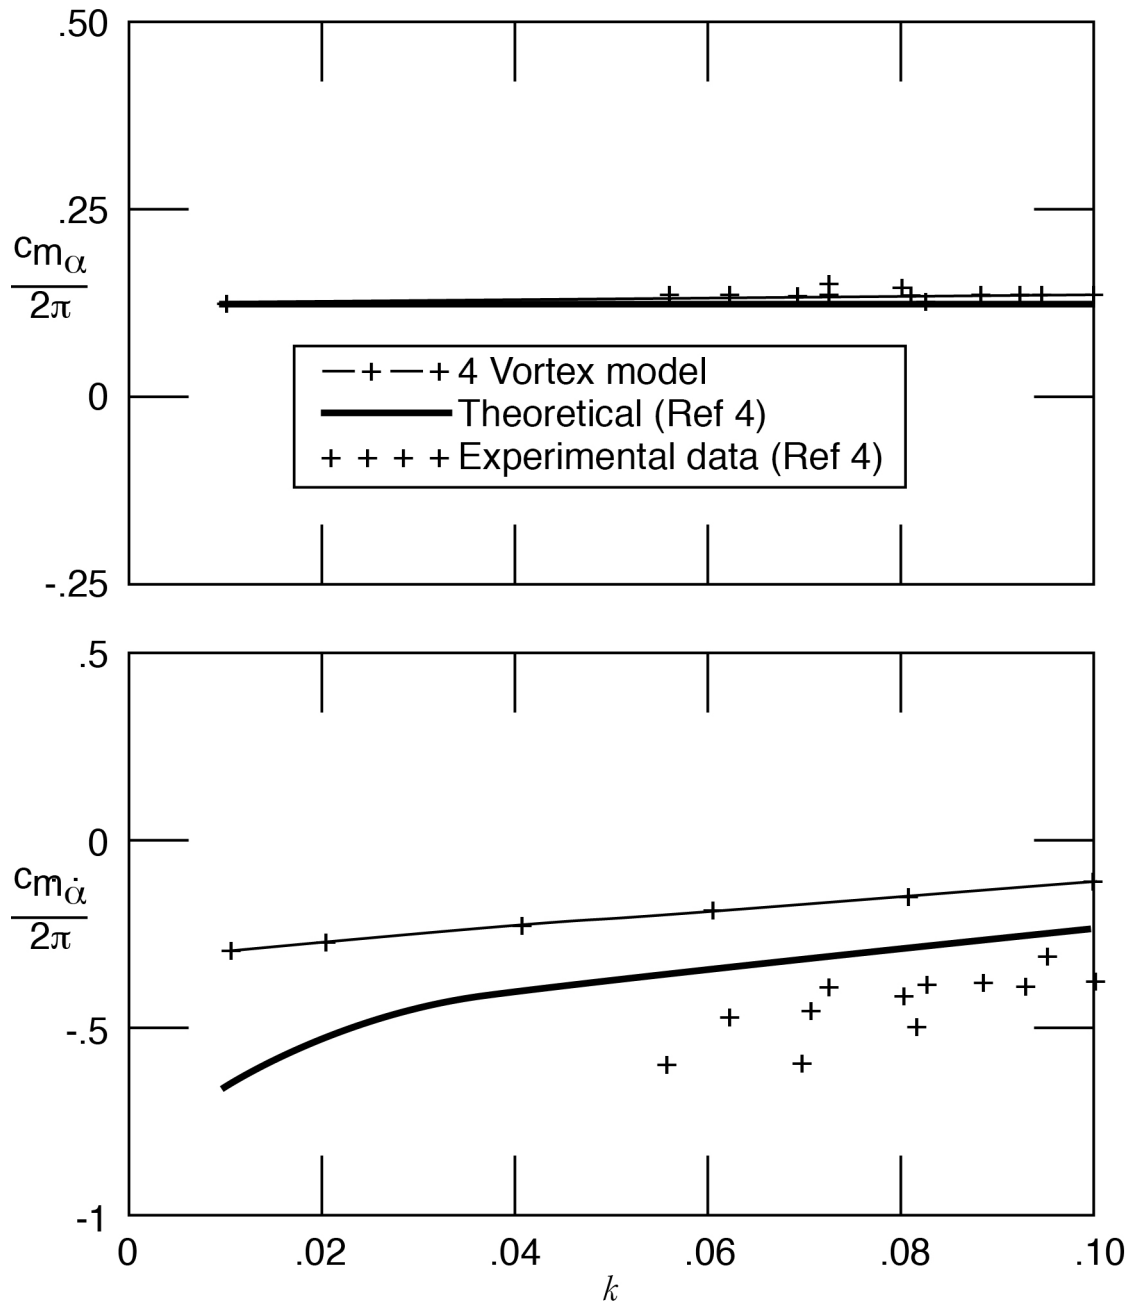 .50
.25
cmα
2π
0
-.25
4 Vortex model
Theoretical (Ref 4)
Experimental data (Ref 4)
.5
0
cmα̇
2π
-.5
-1
0 .02 .04 .06 .08 .10
k